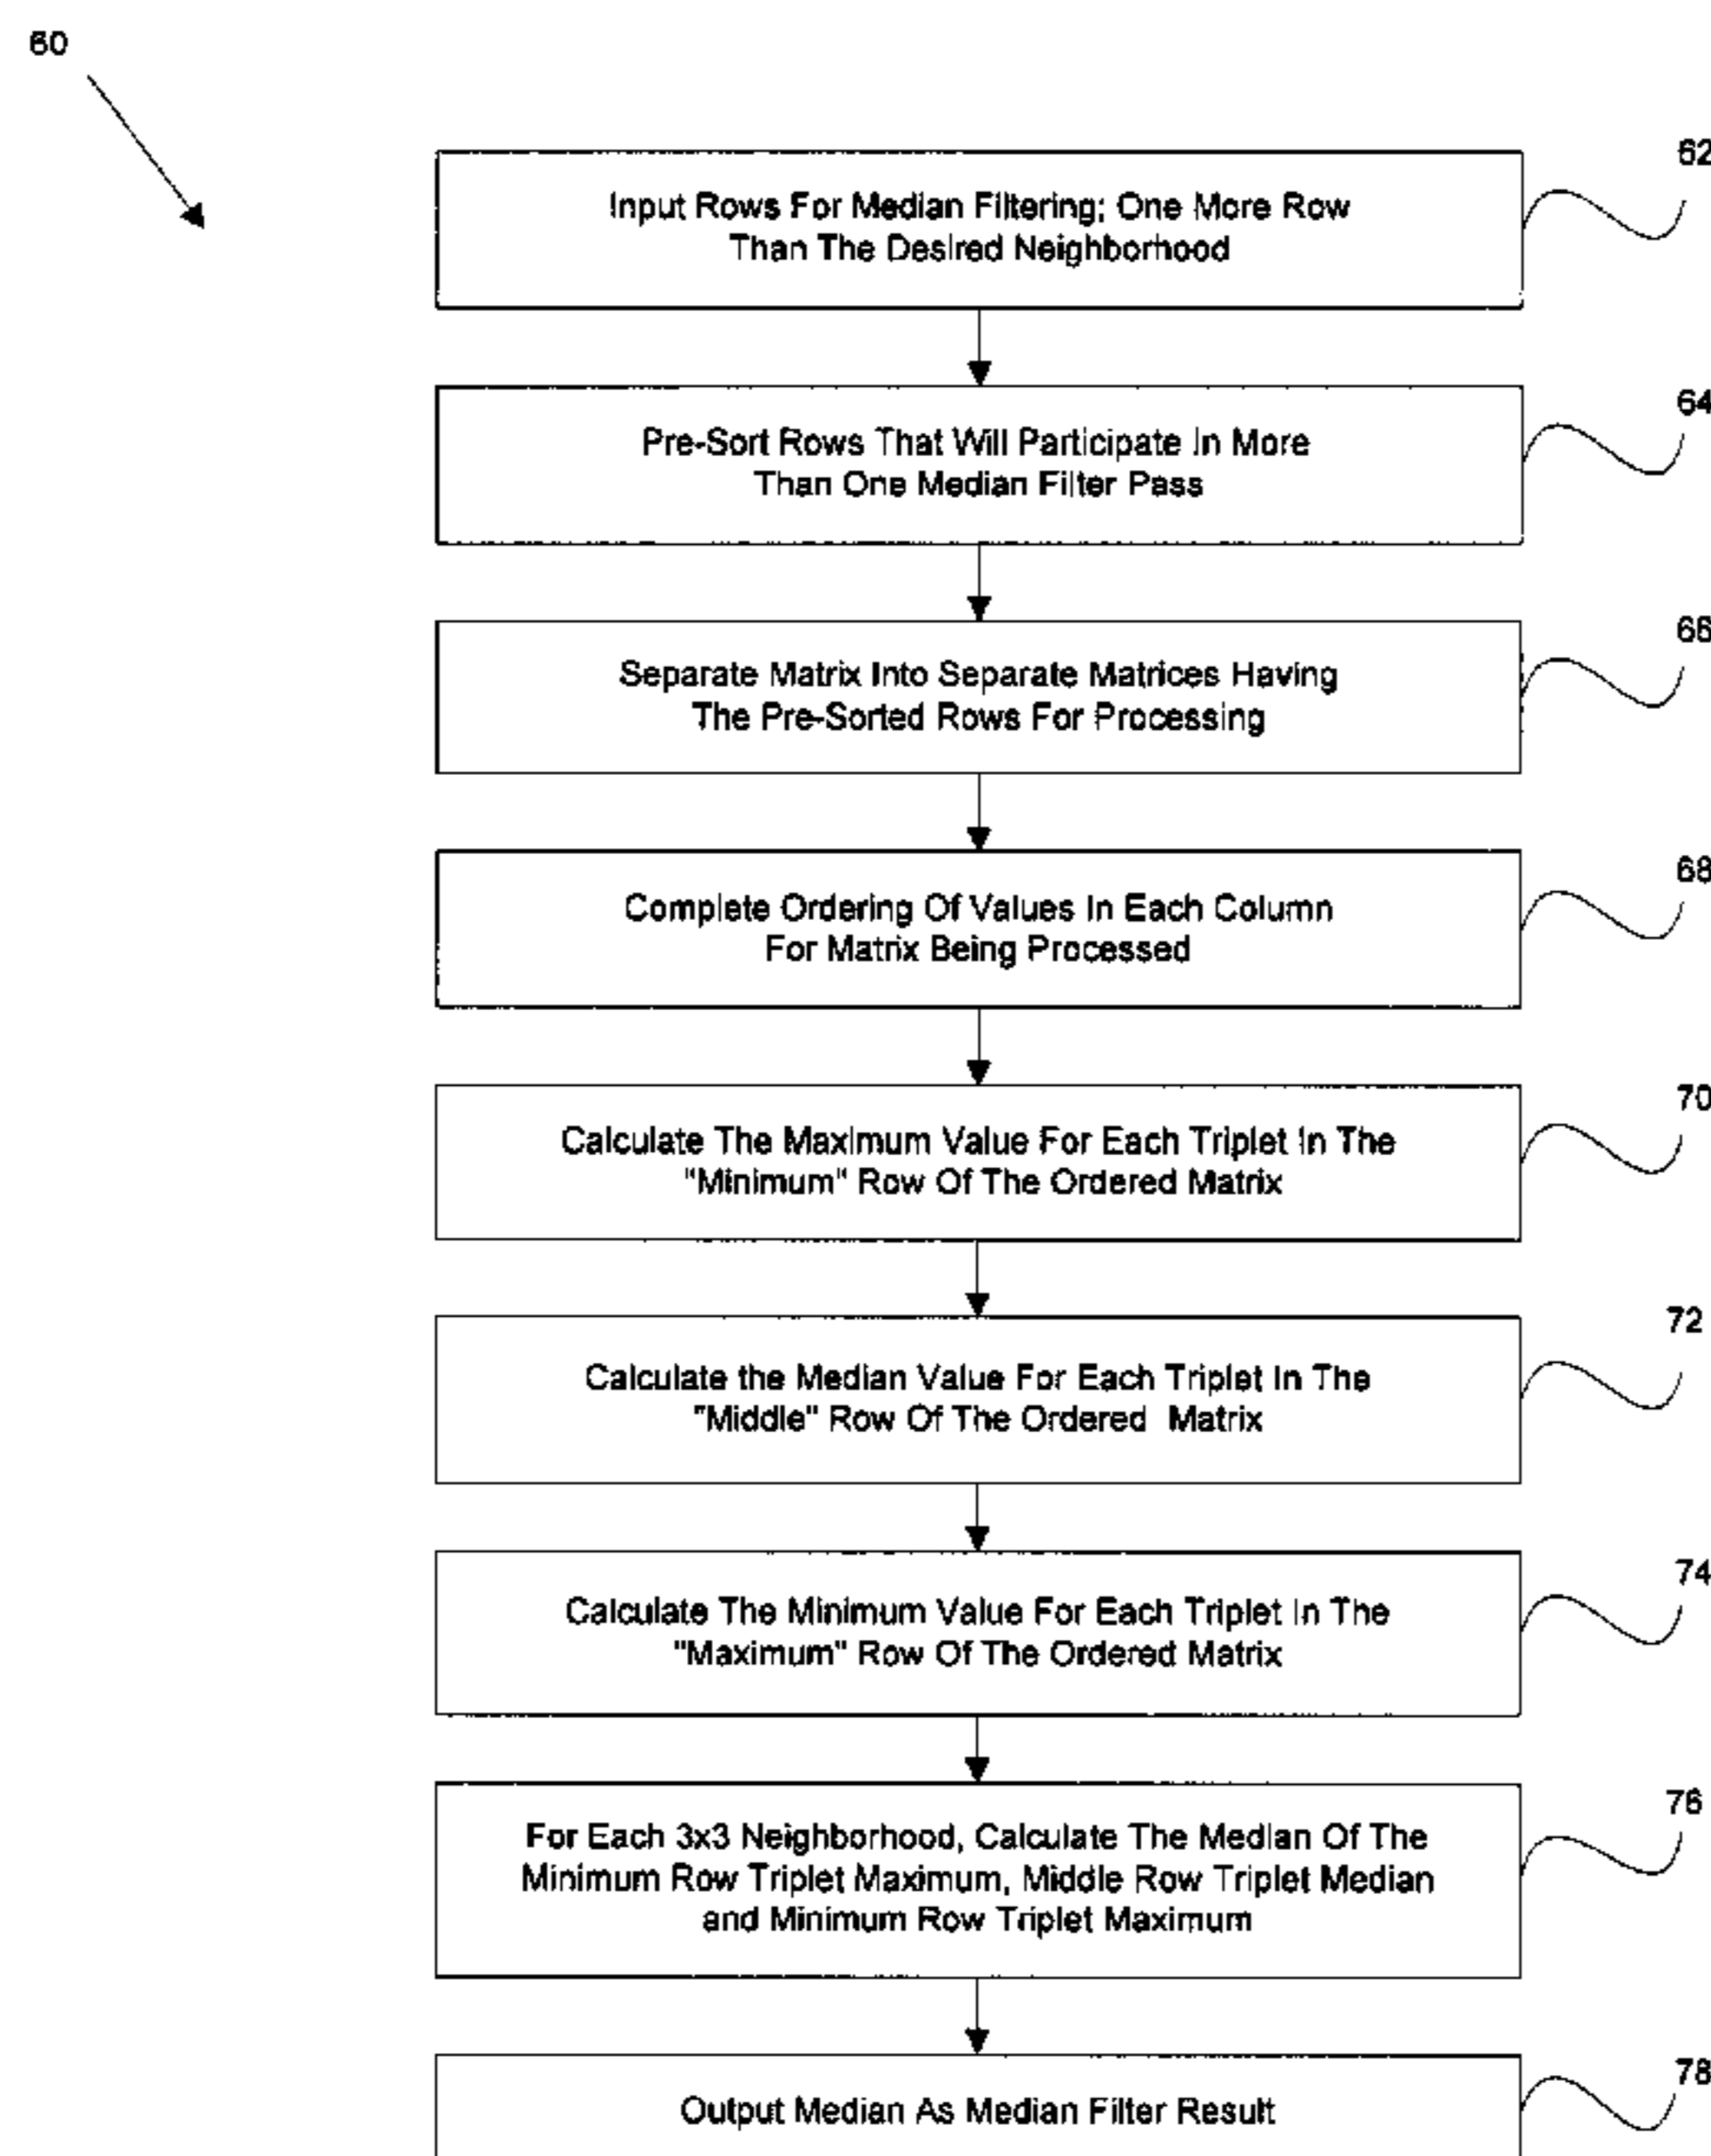 60
62
Input Rows For Median Filtering; One More Row
Than The Desired Neighborhood
64
Pre-Sort Rows That Will Participate In More
Than One Median Filter Pass
66
Separate Matrix Into Separate Matrices Having
The Pre-Sorted Rows For Processing
68
Complete Ordering Of Values In Each Column
For Matrix Being Processed
70
Calculate The Maximum Value For Each Triplet In The
"Minimum" Row Of The Ordered Matrix
72
Calculate the Median Value For Each Triplet In The
"Middle" Row Of The Ordered Matrix
74
Calculate The Minimum Value For Each Triplet In The
"Maximum" Row Of The Ordered Matrix
76
For Each 3x3 Neighborhood, Calculate The Median Of The
Minimum Row Triplet Maximum, Middle Row Triplet Median
and Minimum Row Triplet Maximum
78
Output Median As Median Filter Result